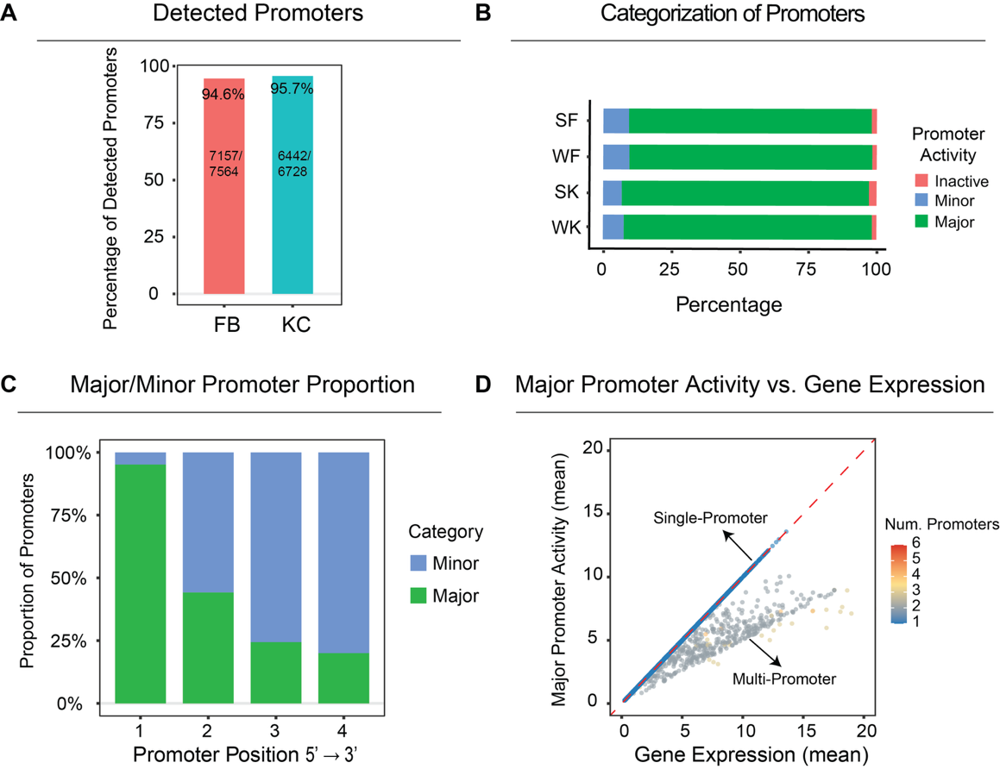 A
Detected Promoters
Percentage of Detected Promoters
100
75
50
25
0
94.6%
7157/
7564
95.7%
6442/
6728
FB
KC
B
Categorization of Promoters
SF
WF
SK
WK
0
25
50
75
100
Percentage
Promoter
Activity
Inactive
Minor
Major
C
Major/Minor Promoter Proportion
Proportion of Promoters
100%
75%
50%
25%
0%
1
2
3
4
Promoter Position 5’ → 3’
Category
Minor
Major
D
Major Promoter Activity vs. Gene Expression
Major Promoter Activity (mean)
20
15
10
5
0
Single-Promoter
Multi-Promoter
0
5
10
15
20
Gene Expression (mean)
Num. Promoters
6
5
4
3
2
1